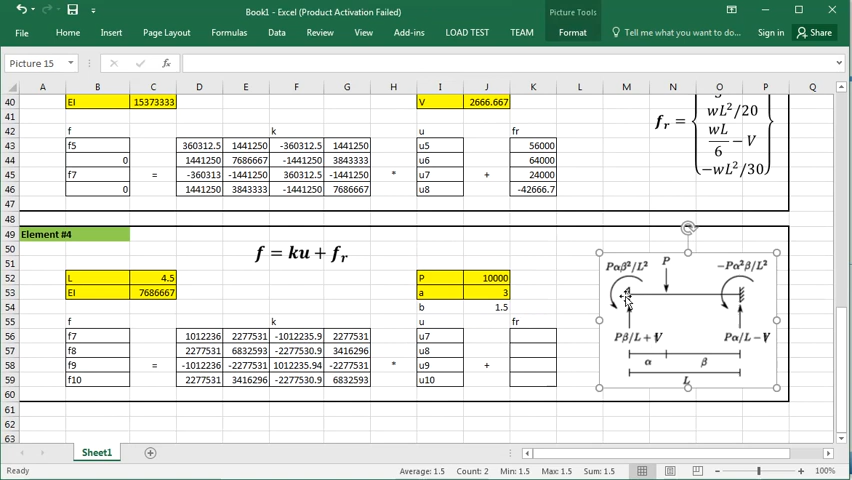 Book1 - Excel (Product Activation Failed)
Picture Tools
File Home Insert Page Layout Formulas Data Review View Add-ins LOAD TEST TEAM Format Tell me what you want to do... Sign in Share
Picture 15
fx
A B C D E F G H I J K L M N O P Q
40 EI 15373333 V 2666.667
41
42 f k u fr
43 f5 360312.5 1441250 -360312.5 1441250 u5 56000
44 0 1441250 7686667 -1441250 3843333 u6 64000
45 f7 = -360313 -1441250 360312.5 -1441250 * u7 + 24000
46 0 1441250 3843333 -1441250 7686667 u8 -42666.7
47
48
fr =
wL²/20
wL/6 − V
−wL²/30
49 Element #4
50 f = ku + fr
51
52 L 4.5 P 10000
53 EI 7686667 a 3
54 b 1.5
55 f k u fr
56 f7 1012236 2277531 -1012235.9 2277531 u7
57 f8 2277531 6832593 -2277530.9 3416296 u8
58 f9 = -1012236 -2277531 1012235.94 -2277531 * u9 +
59 f10 2277531 3416296 -2277530.9 6832593 u10
60
61
62
63
Pαβ²/L² P −Pα²β/L²
Pβ/L + V Pα/L − V
α β
L
Sheet1
Ready Average: 1.5 Count: 2 Min: 1.5 Max: 1.5 Sum: 1.5 100%